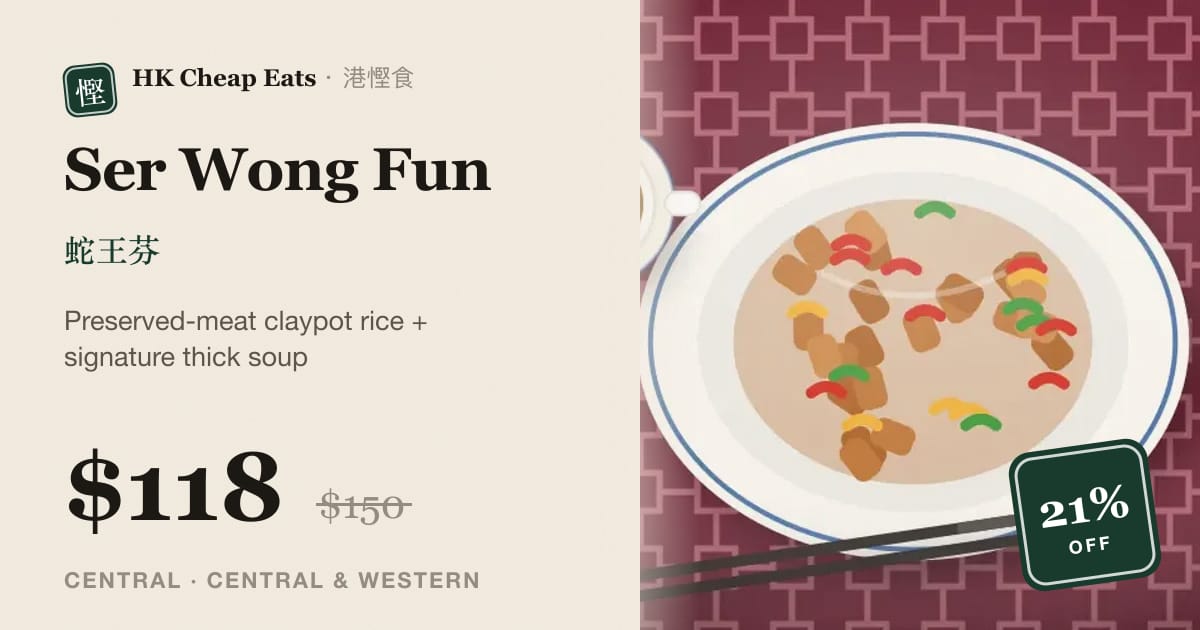 慳
HK Cheap Eats · 港慳食
Ser Wong Fun
蛇王芬
Preserved-meat claypot rice +
signature thick soup
$118 $150
CENTRAL · CENTRAL & WESTERN
21%
OFF